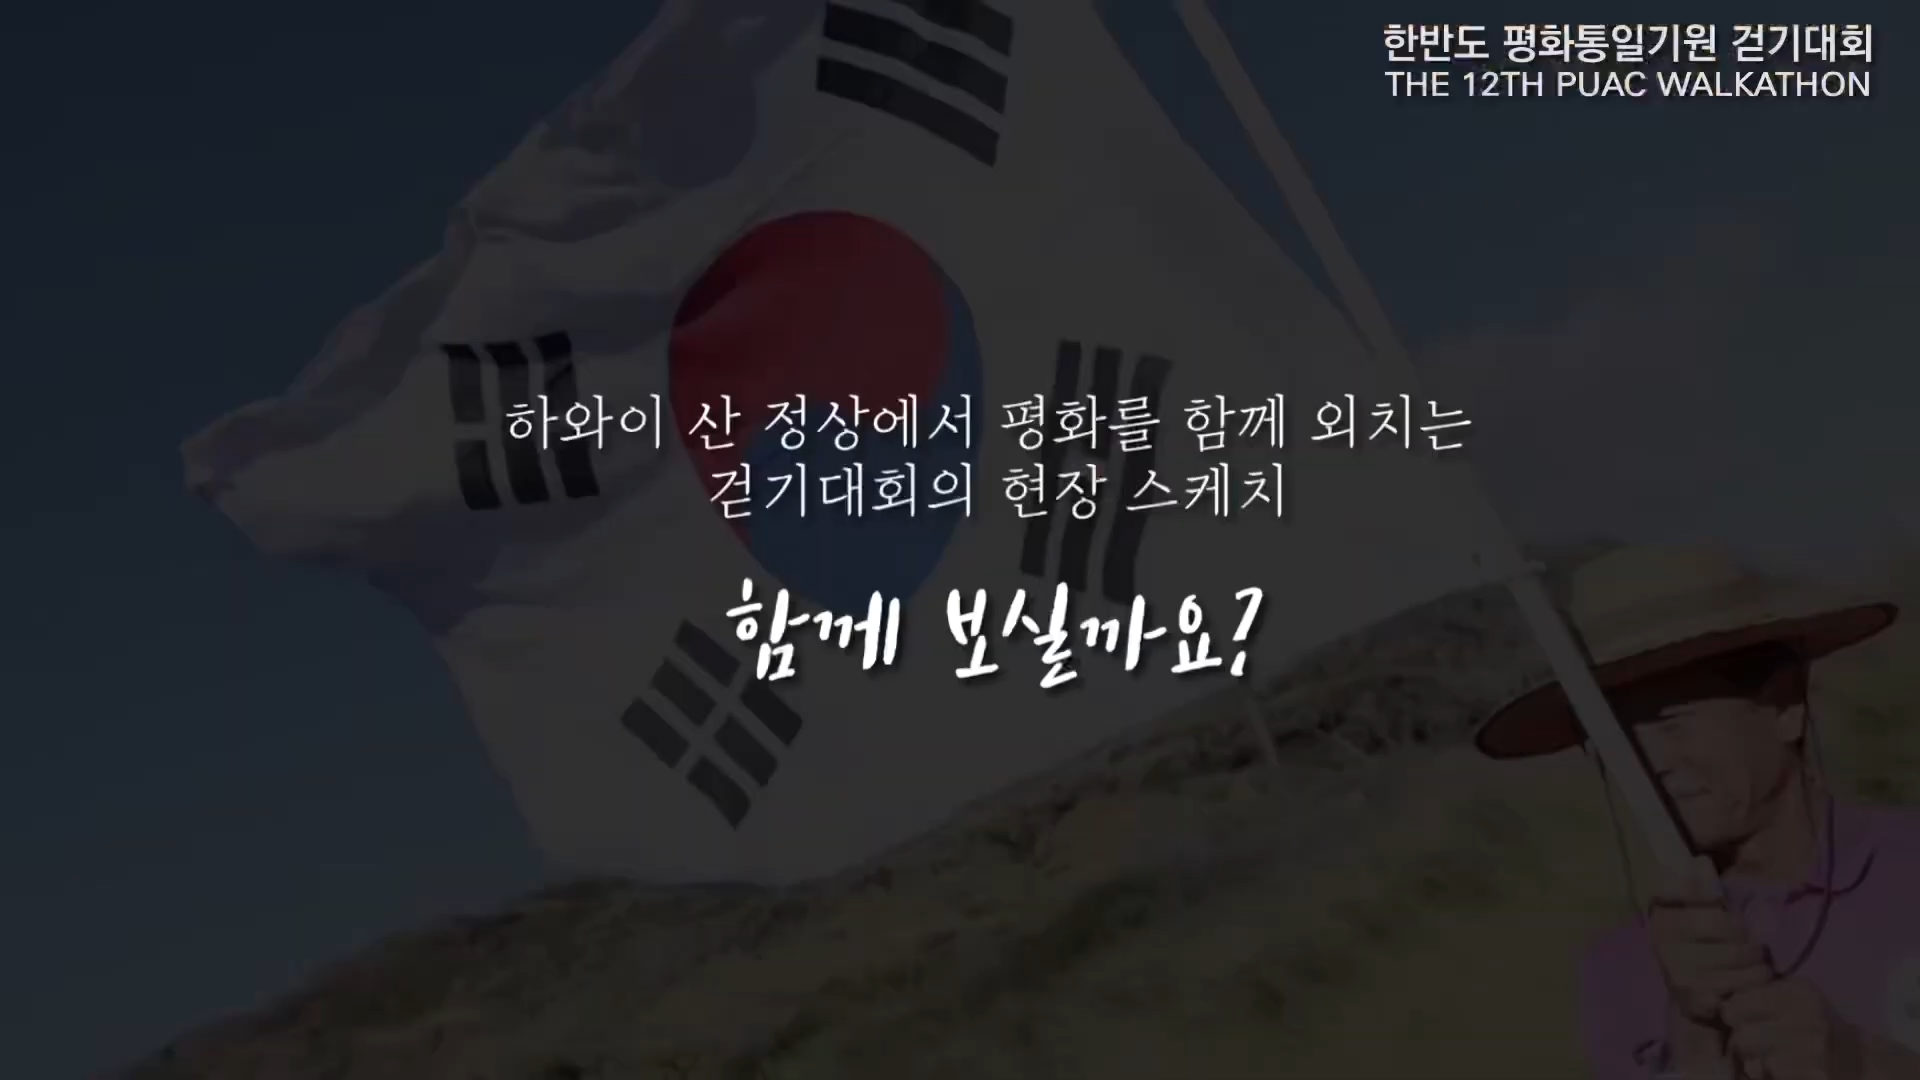 한반도 평화통일기원 걷기대회
THE 12TH PUAC WALKATHON
하와이 산 정상에서 평화를 함께 외치는
걷기대회의 현장 스케치
함께 보실까요?